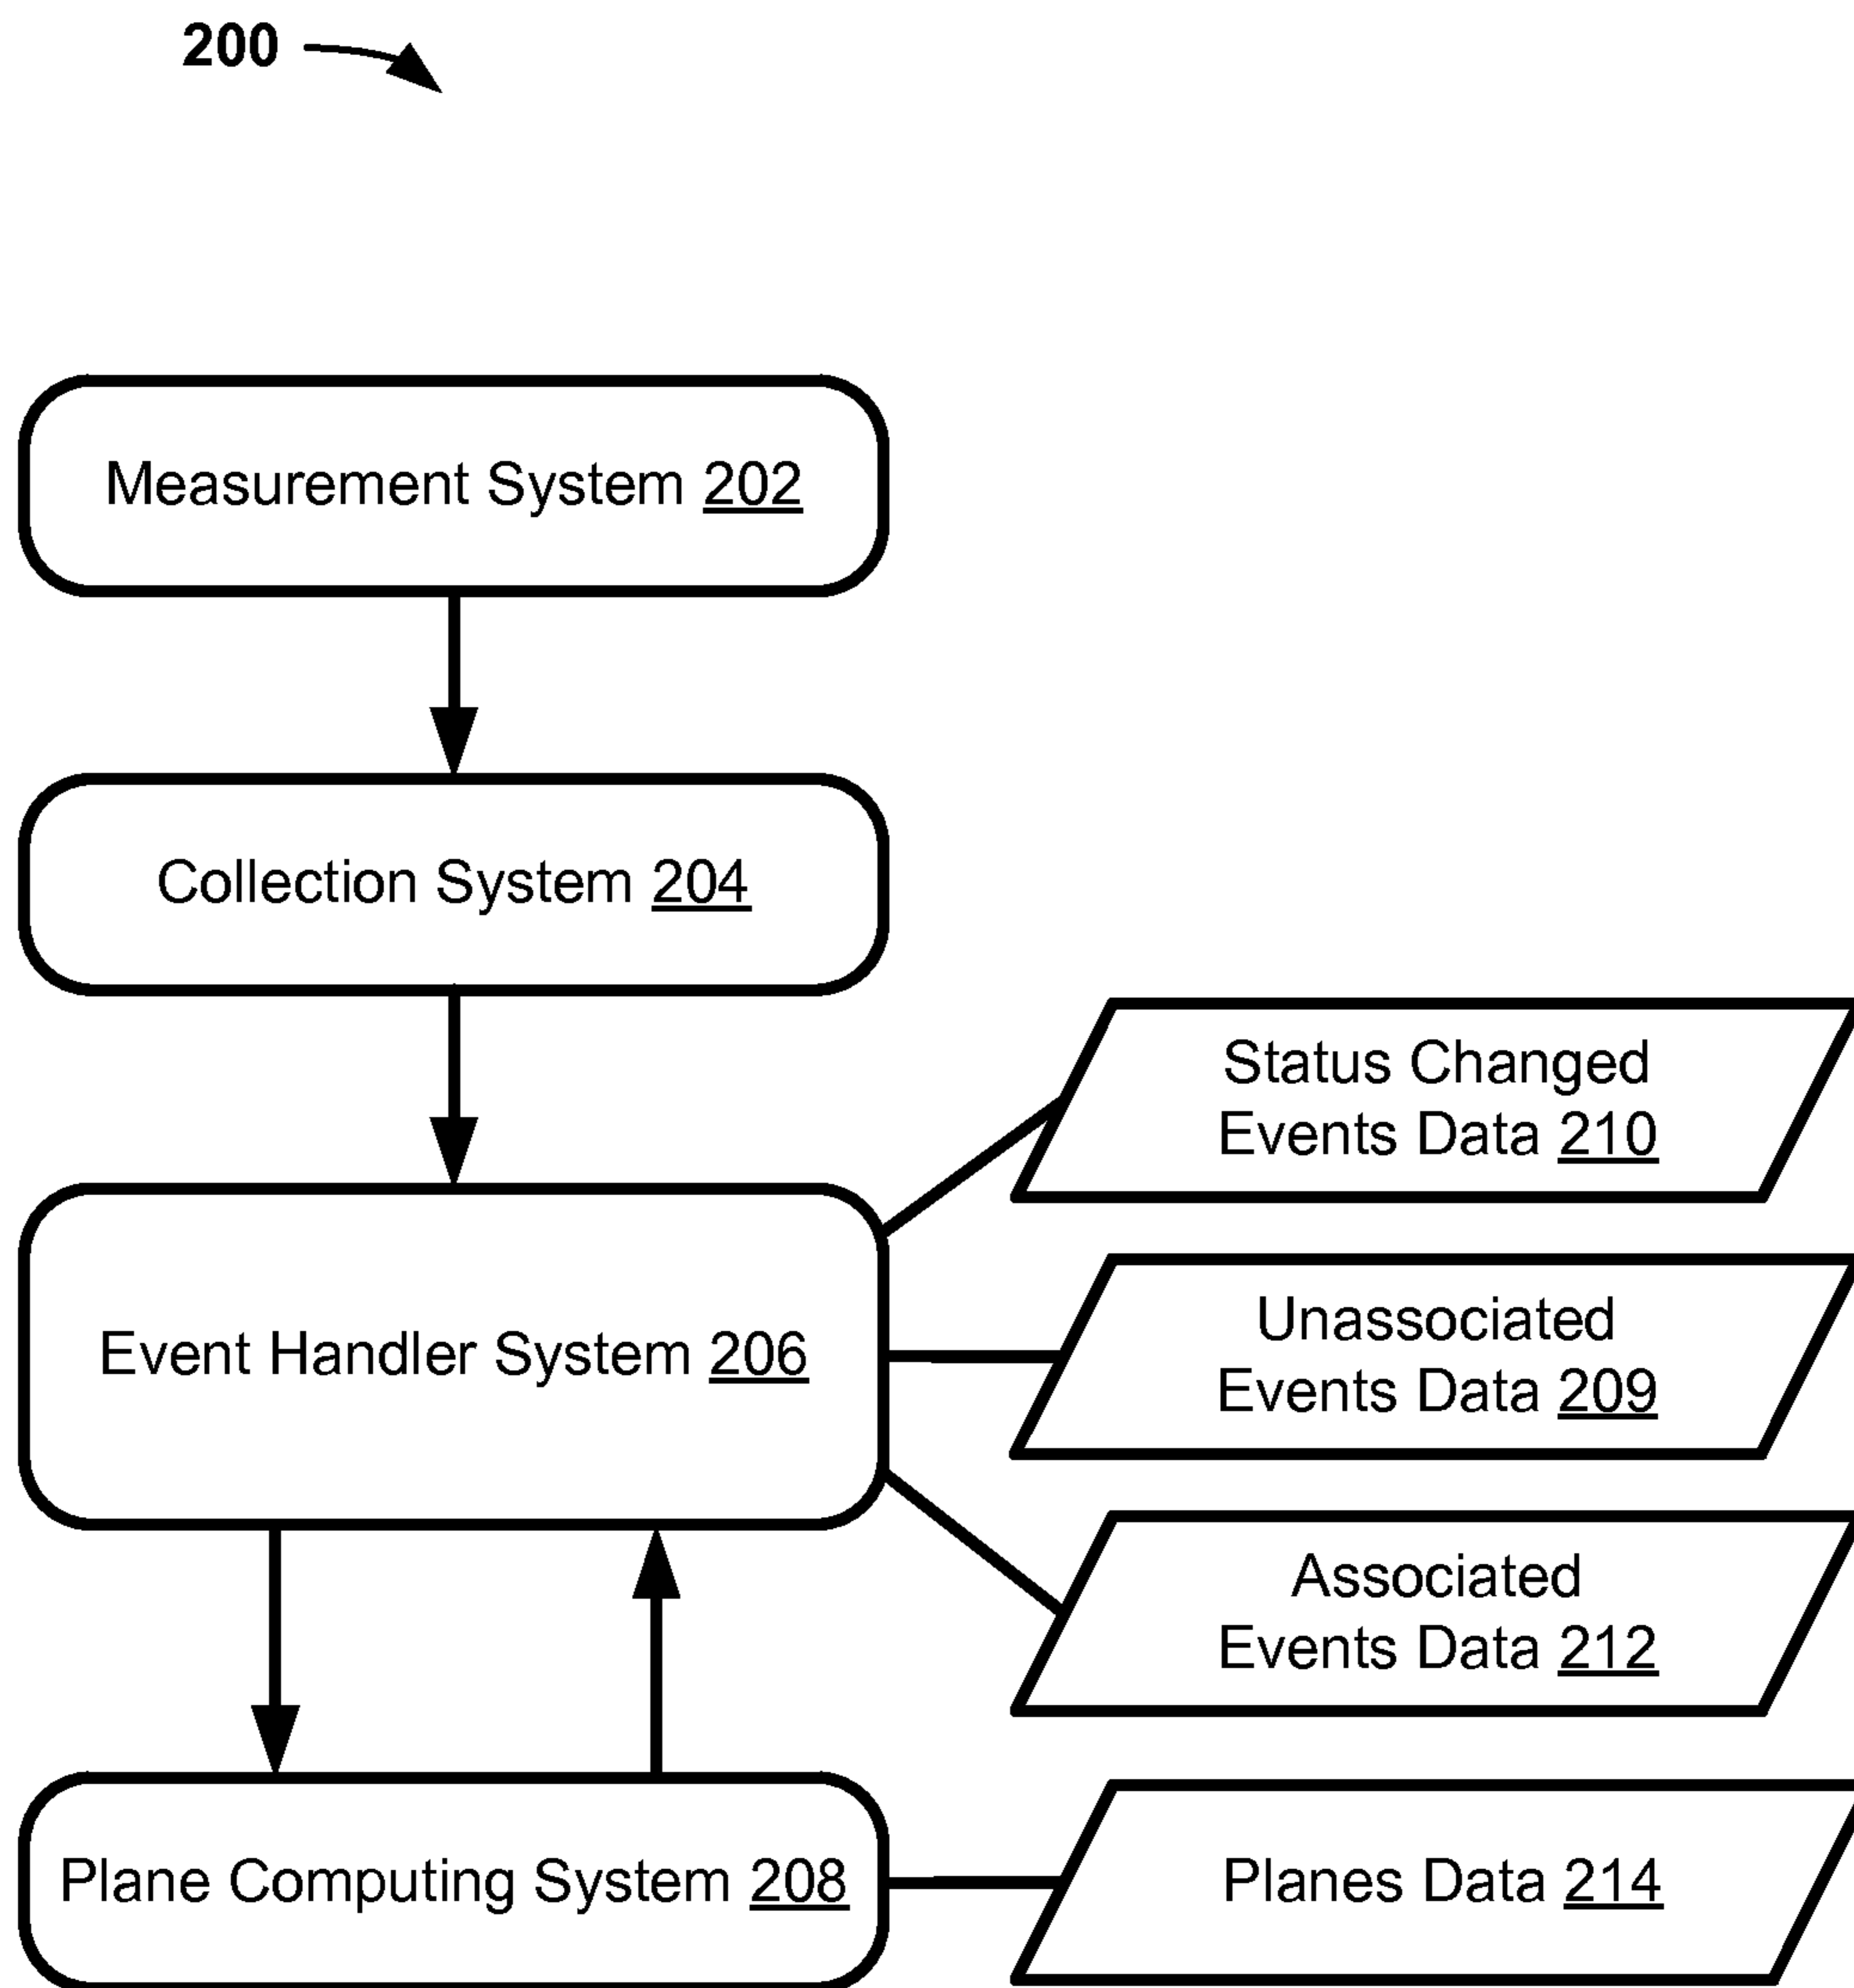 200
Measurement System 202
Collection System 204
Status Changed
Events Data 210
Event Handler System 206
Unassociated
Events Data 209
Associated
Events Data 212
Plane Computing System 208
Planes Data 214